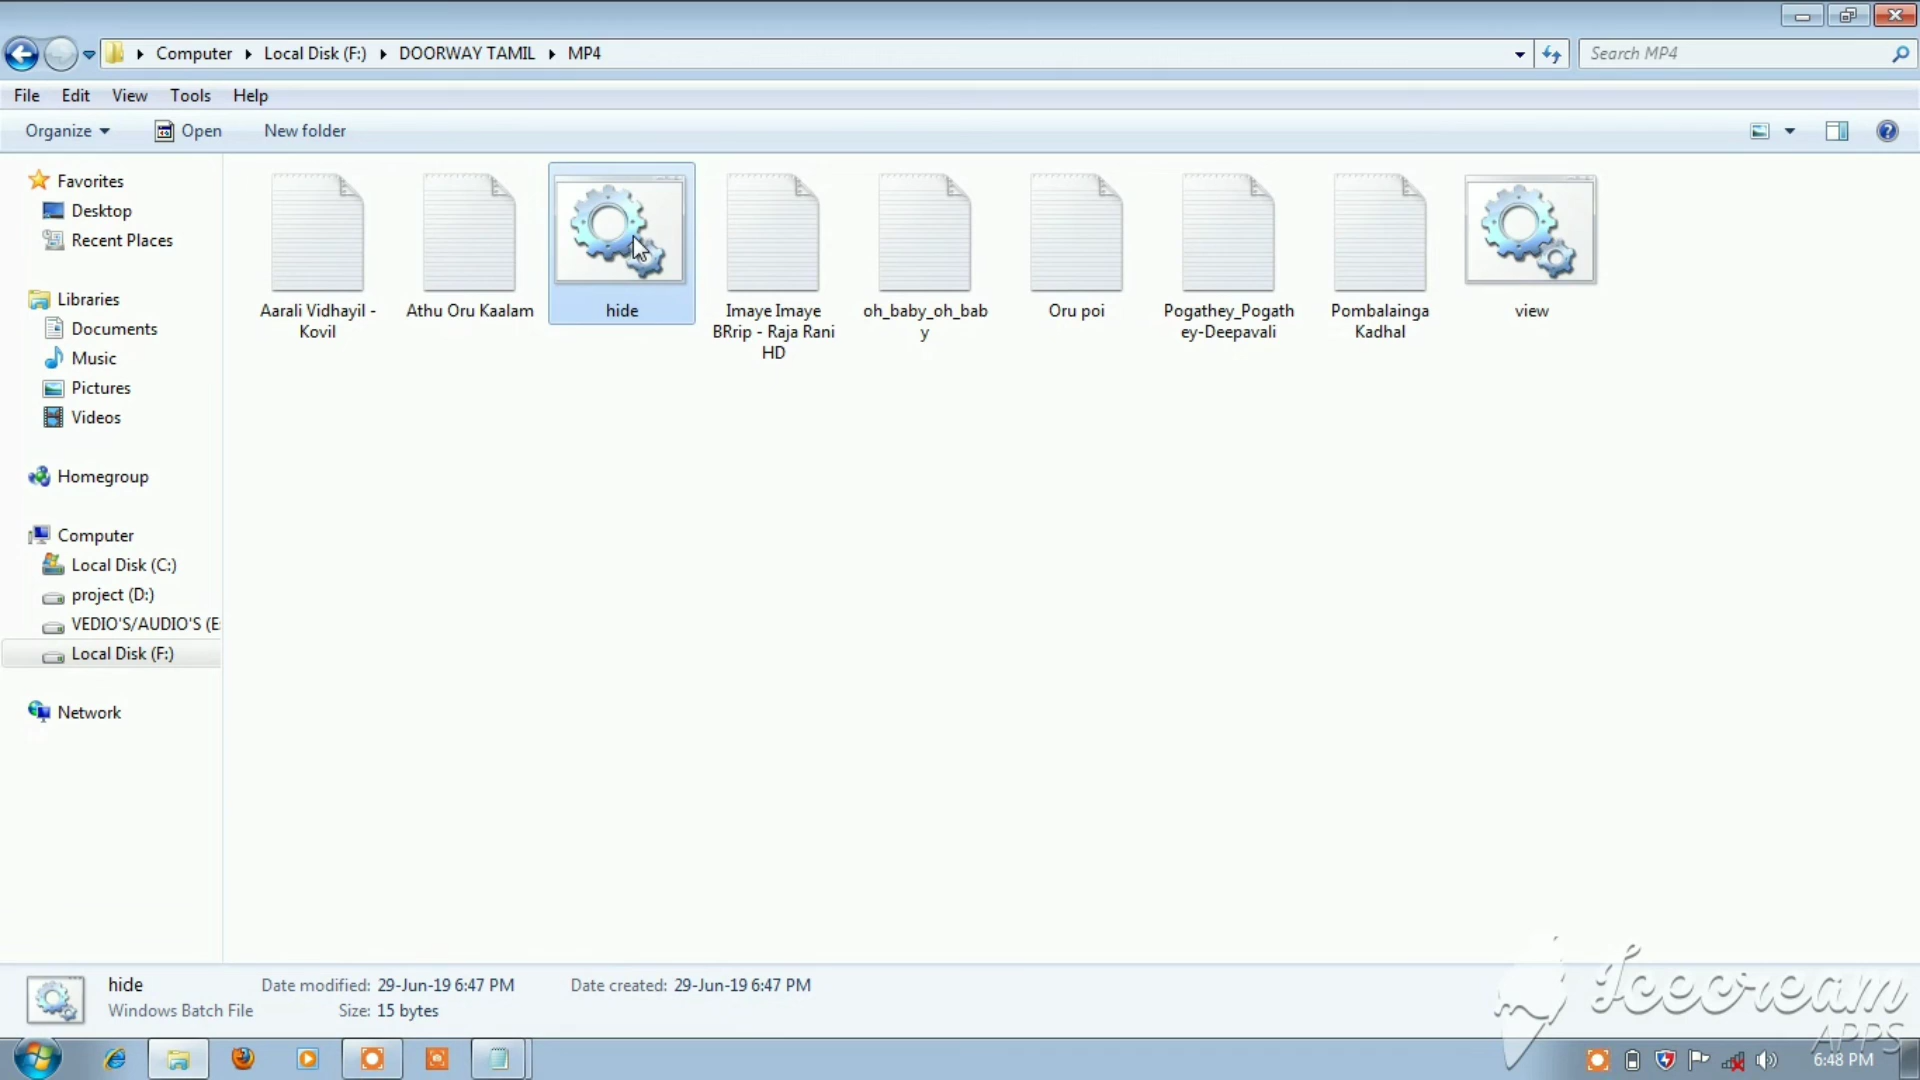 Computer
Local Disk (F:)
DOORWAY TAMIL
MP4
Search MP4
File
Edit
View
Tools
Help
Organize
Open
New folder
Favorites
Desktop
Recent Places
Libraries
Documents
Music
Pictures
Videos
Homegroup
Computer
Local Disk (C:)
project (D:)
VEDIO'S/AUDIO'S (E
Local Disk (F:)
Network
Aarali Vidhayil -
Kovil
Athu Oru Kaalam
hide
Imaye Imaye
BRrip - Raja Rani
HD
oh_baby_oh_bab
y
Oru poi
Pogathey_Pogath
ey-Deepavali
Pombalainga
Kadhal
view
hide
Date modified: 29-Jun-19 6:47 PM
Date created: 29-Jun-19 6:47 PM
Windows Batch File
Size: 15 bytes
Icecream
APPS
6:48 PM